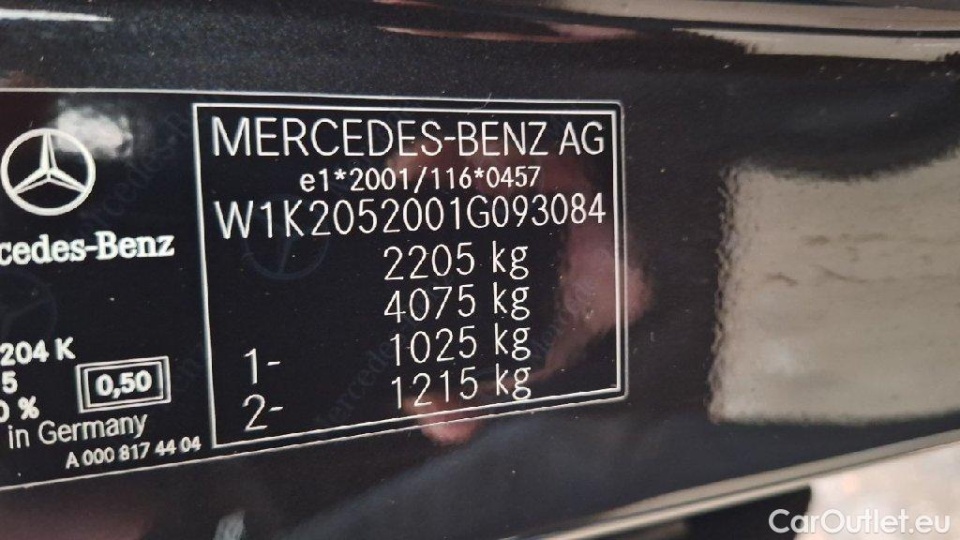 MERCEDES-BENZ AG
e1*2001/116*0457
W1K2052001G093084
2205 kg
4075 kg
1- 1025 kg
2- 1215 kg
cedes-Benz
204 K
5
0,50
0 %
in Germany
A 000 817 44 04
CarOutlet.eu